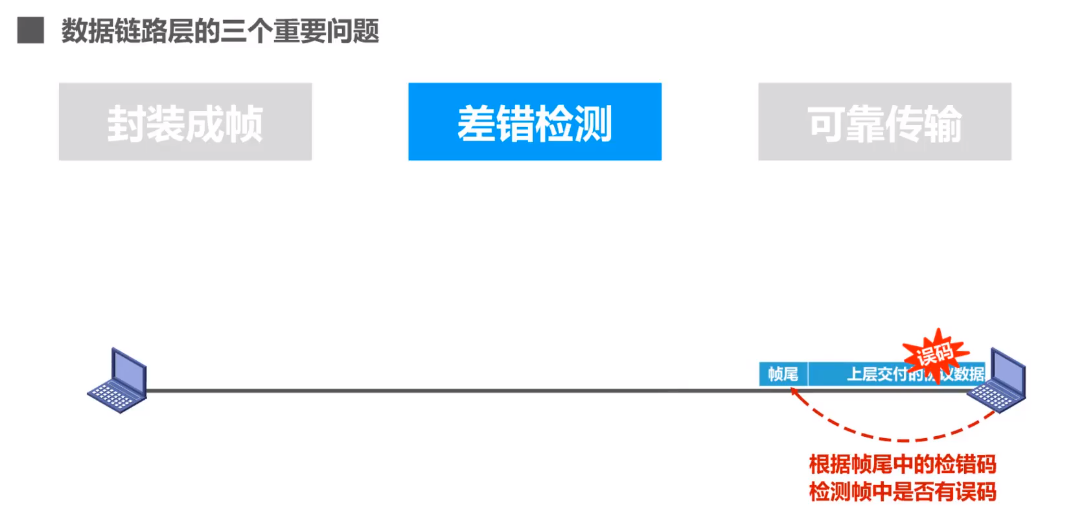 数据链路层的三个重要问题
封装成帧
差错检测
可靠传输
误码
帧尾
上层交付的协议数据
根据帧尾中的检错码
检测帧中是否有误码